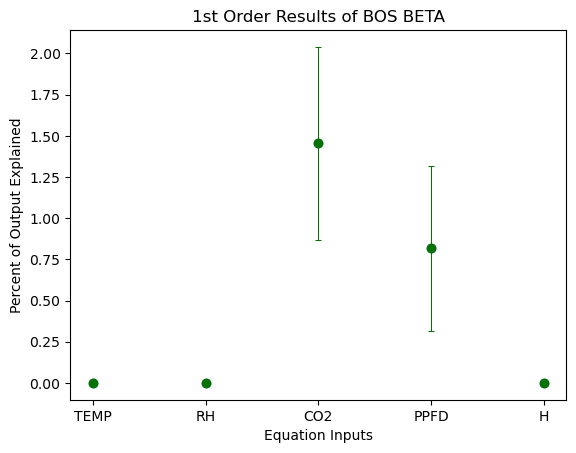 1st Order Results of BOS BETA
Percent of Output Explained
2.00
1.75
1.50
1.25
1.00
0.75
0.50
0.25
0.00
TEMP RH CO2 PPFD H
Equation Inputs